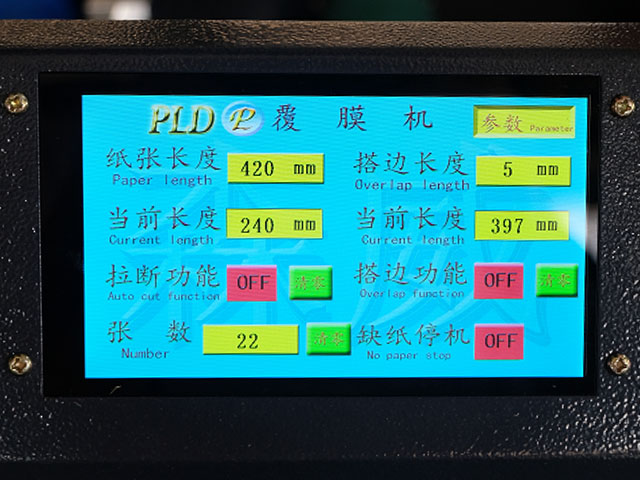 PLD P 覆膜机 参数 Parameter
纸张长度 420 mm 搭边长度 5 mm
Paper length Overlap length
当前长度 240 mm 当前长度 397 mm
Current length Current length
拉断功能 OFF 清零 搭边功能 OFF 清零
Auto cut function Overlap function
张数 22 清零 缺纸停机 OFF
Number No paper stop